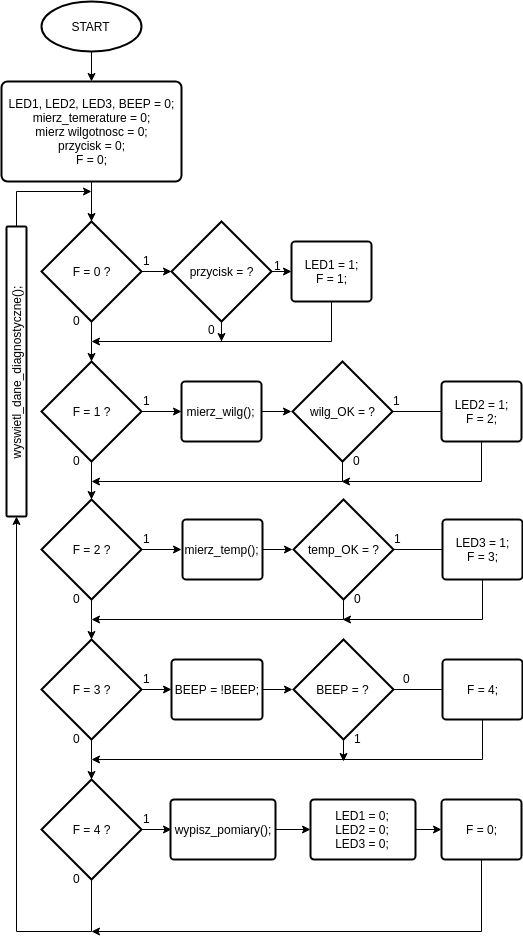 START
LED1, LED2, LED3, BEEP = 0;
mierz_temerature = 0;
mierz wilgotnosc = 0;
przycisk = 0;
F = 0;
wyswietl_dane_diagnostyczne();
F = 0 ?
1
przycisk = ?
1
LED1 = 1;
F = 1;
0
0
F = 1 ?
1
mierz_wilg();
wilg_OK = ?
1
LED2 = 1;
F = 2;
0
0
F = 2 ?
1
mierz_temp();
temp_OK = ?
1
LED3 = 1;
F = 3;
0
0
F = 3 ?
1
BEEP = !BEEP;
BEEP = ?
0
F = 4;
0
1
F = 4 ?
1
wypisz_pomiary();
LED1 = 0;
LED2 = 0;
LED3 = 0;
F = 0;
0